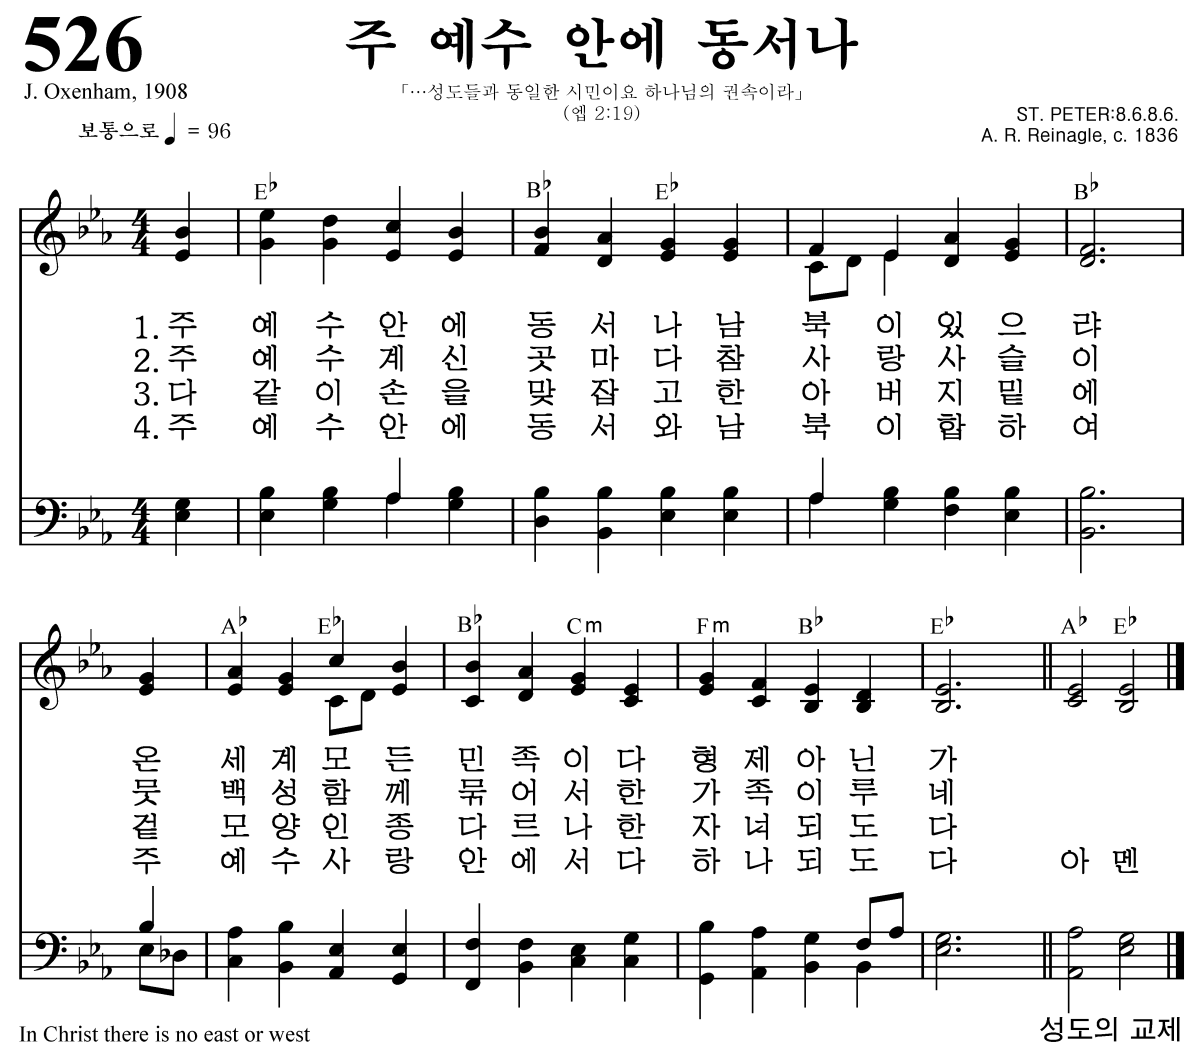 526
주 예수 안에 동서나
J. Oxenham, 1908
「…성도들과 동일한 시민이요 하나님의 권속이라」
(엡 2:19)
ST. PETER:8.6.8.6.
보통으로 ♩ = 96
A. R. Reinagle, c. 1836
E♭ B♭ E♭ B♭
4 4
1. 주 예 수 안 에 동 서 나 남 북 이 있 으 랴
2. 주 예 수 계 신 곳 마 다 참 사 랑 사 슬 이
3. 다 같 이 손 을 맞 잡 고 한 아 버 지 밑 에
4. 주 예 수 안 에 동 서 와 남 북 이 합 하 여
4 4
A♭ E♭ B♭ Cm Fm B♭ E♭ A♭ E♭
온 세 계 모 든 민 족 이 다 형 제 아 닌 가
뭇 백 성 함 께 묶 어 서 한 가 족 이 루 네
겉 모 양 인 종 다 르 나 한 자 녀 되 도 다
주 예 수 사 랑 안 에 서 다 하 나 되 도 다 아 멘
In Christ there is no east or west
성도의 교제